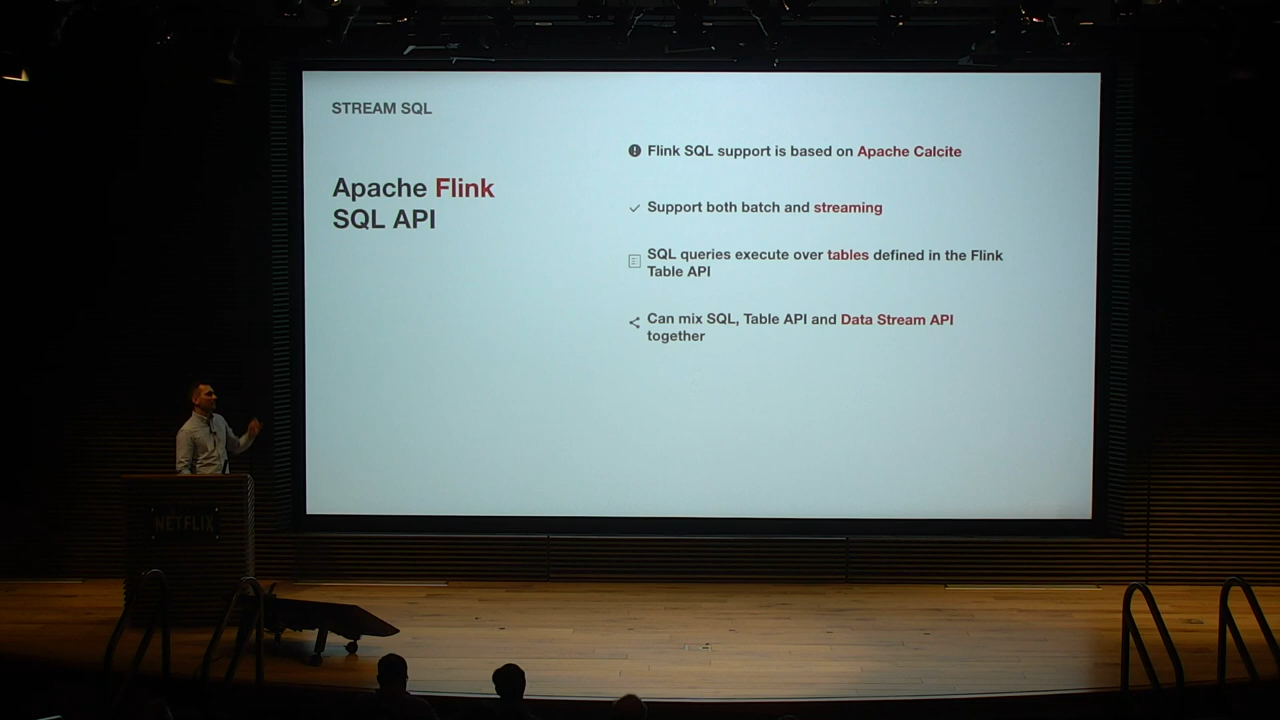 STREAM SQL
Apache Flink
SQL API
Flink SQL support is based on Apache Calcite
Support both batch and streaming
SQL queries execute over tables defined in the Flink
Table API
Can mix SQL, Table API and Data Stream API
together
NETFLIX